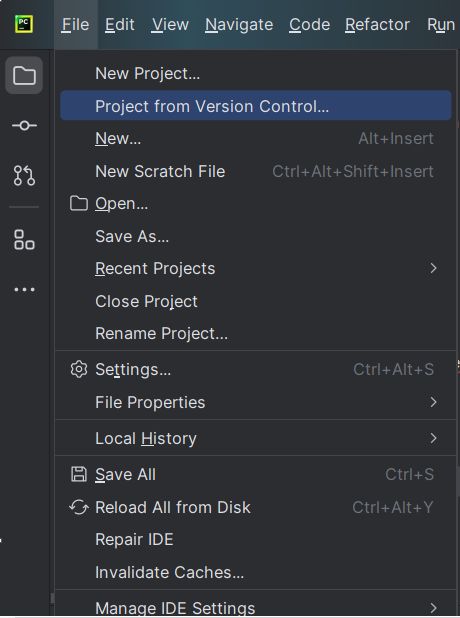 PC
File Edit View Navigate Code Refactor Run
New Project...
Project from Version Control...
New... Alt+Insert
New Scratch File Ctrl+Alt+Shift+Insert
Open...
Save As...
Recent Projects
Close Project
Rename Project...
Settings... Ctrl+Alt+S
File Properties
Local History
Save All Ctrl+S
Reload All from Disk Ctrl+Alt+Y
Repair IDE
Invalidate Caches...
Manage IDE Settings